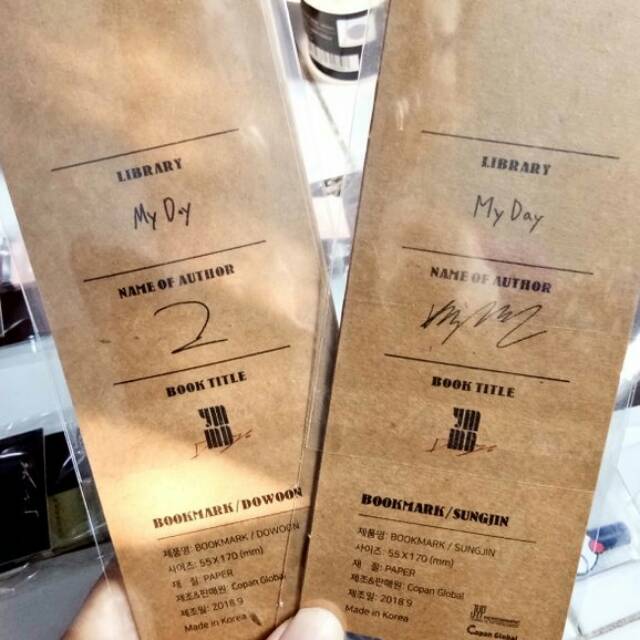 LIBRARY
My Day
NAME OF AUTHOR
BOOK TITLE
BOOKMARK/DOWOON
제품명: BOOKMARK / DOWOON
사이즈: 55X170 (mm)
재 질: PAPER
제조&판매원: Copan Global
제조일: 2018 9
Made in Korea
LIBRARY
My Day
NAME OF AUTHOR
BOOK TITLE
BOOKMARK/SUNGJIN
제품명: BOOKMARK / SUNGJIN
사이즈: 55X170 (mm)
재 질: PAPER
제조&판매원: Copan Global
제조일: 2018 9
Made in Korea
Copan Global